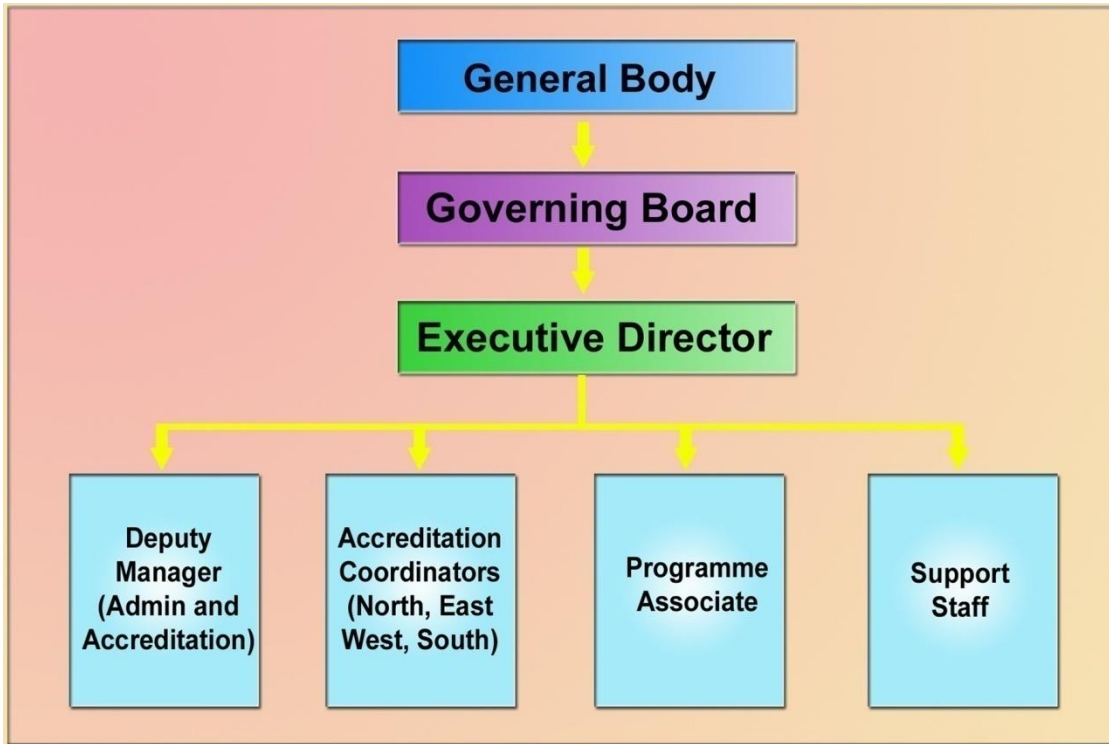 General Body
Governing Board
Executive Director
Deputy
Manager
(Admin and
Accreditation)
Accreditation
Coordinators
(North, East
West, South)
Programme
Associate
Support
Staff